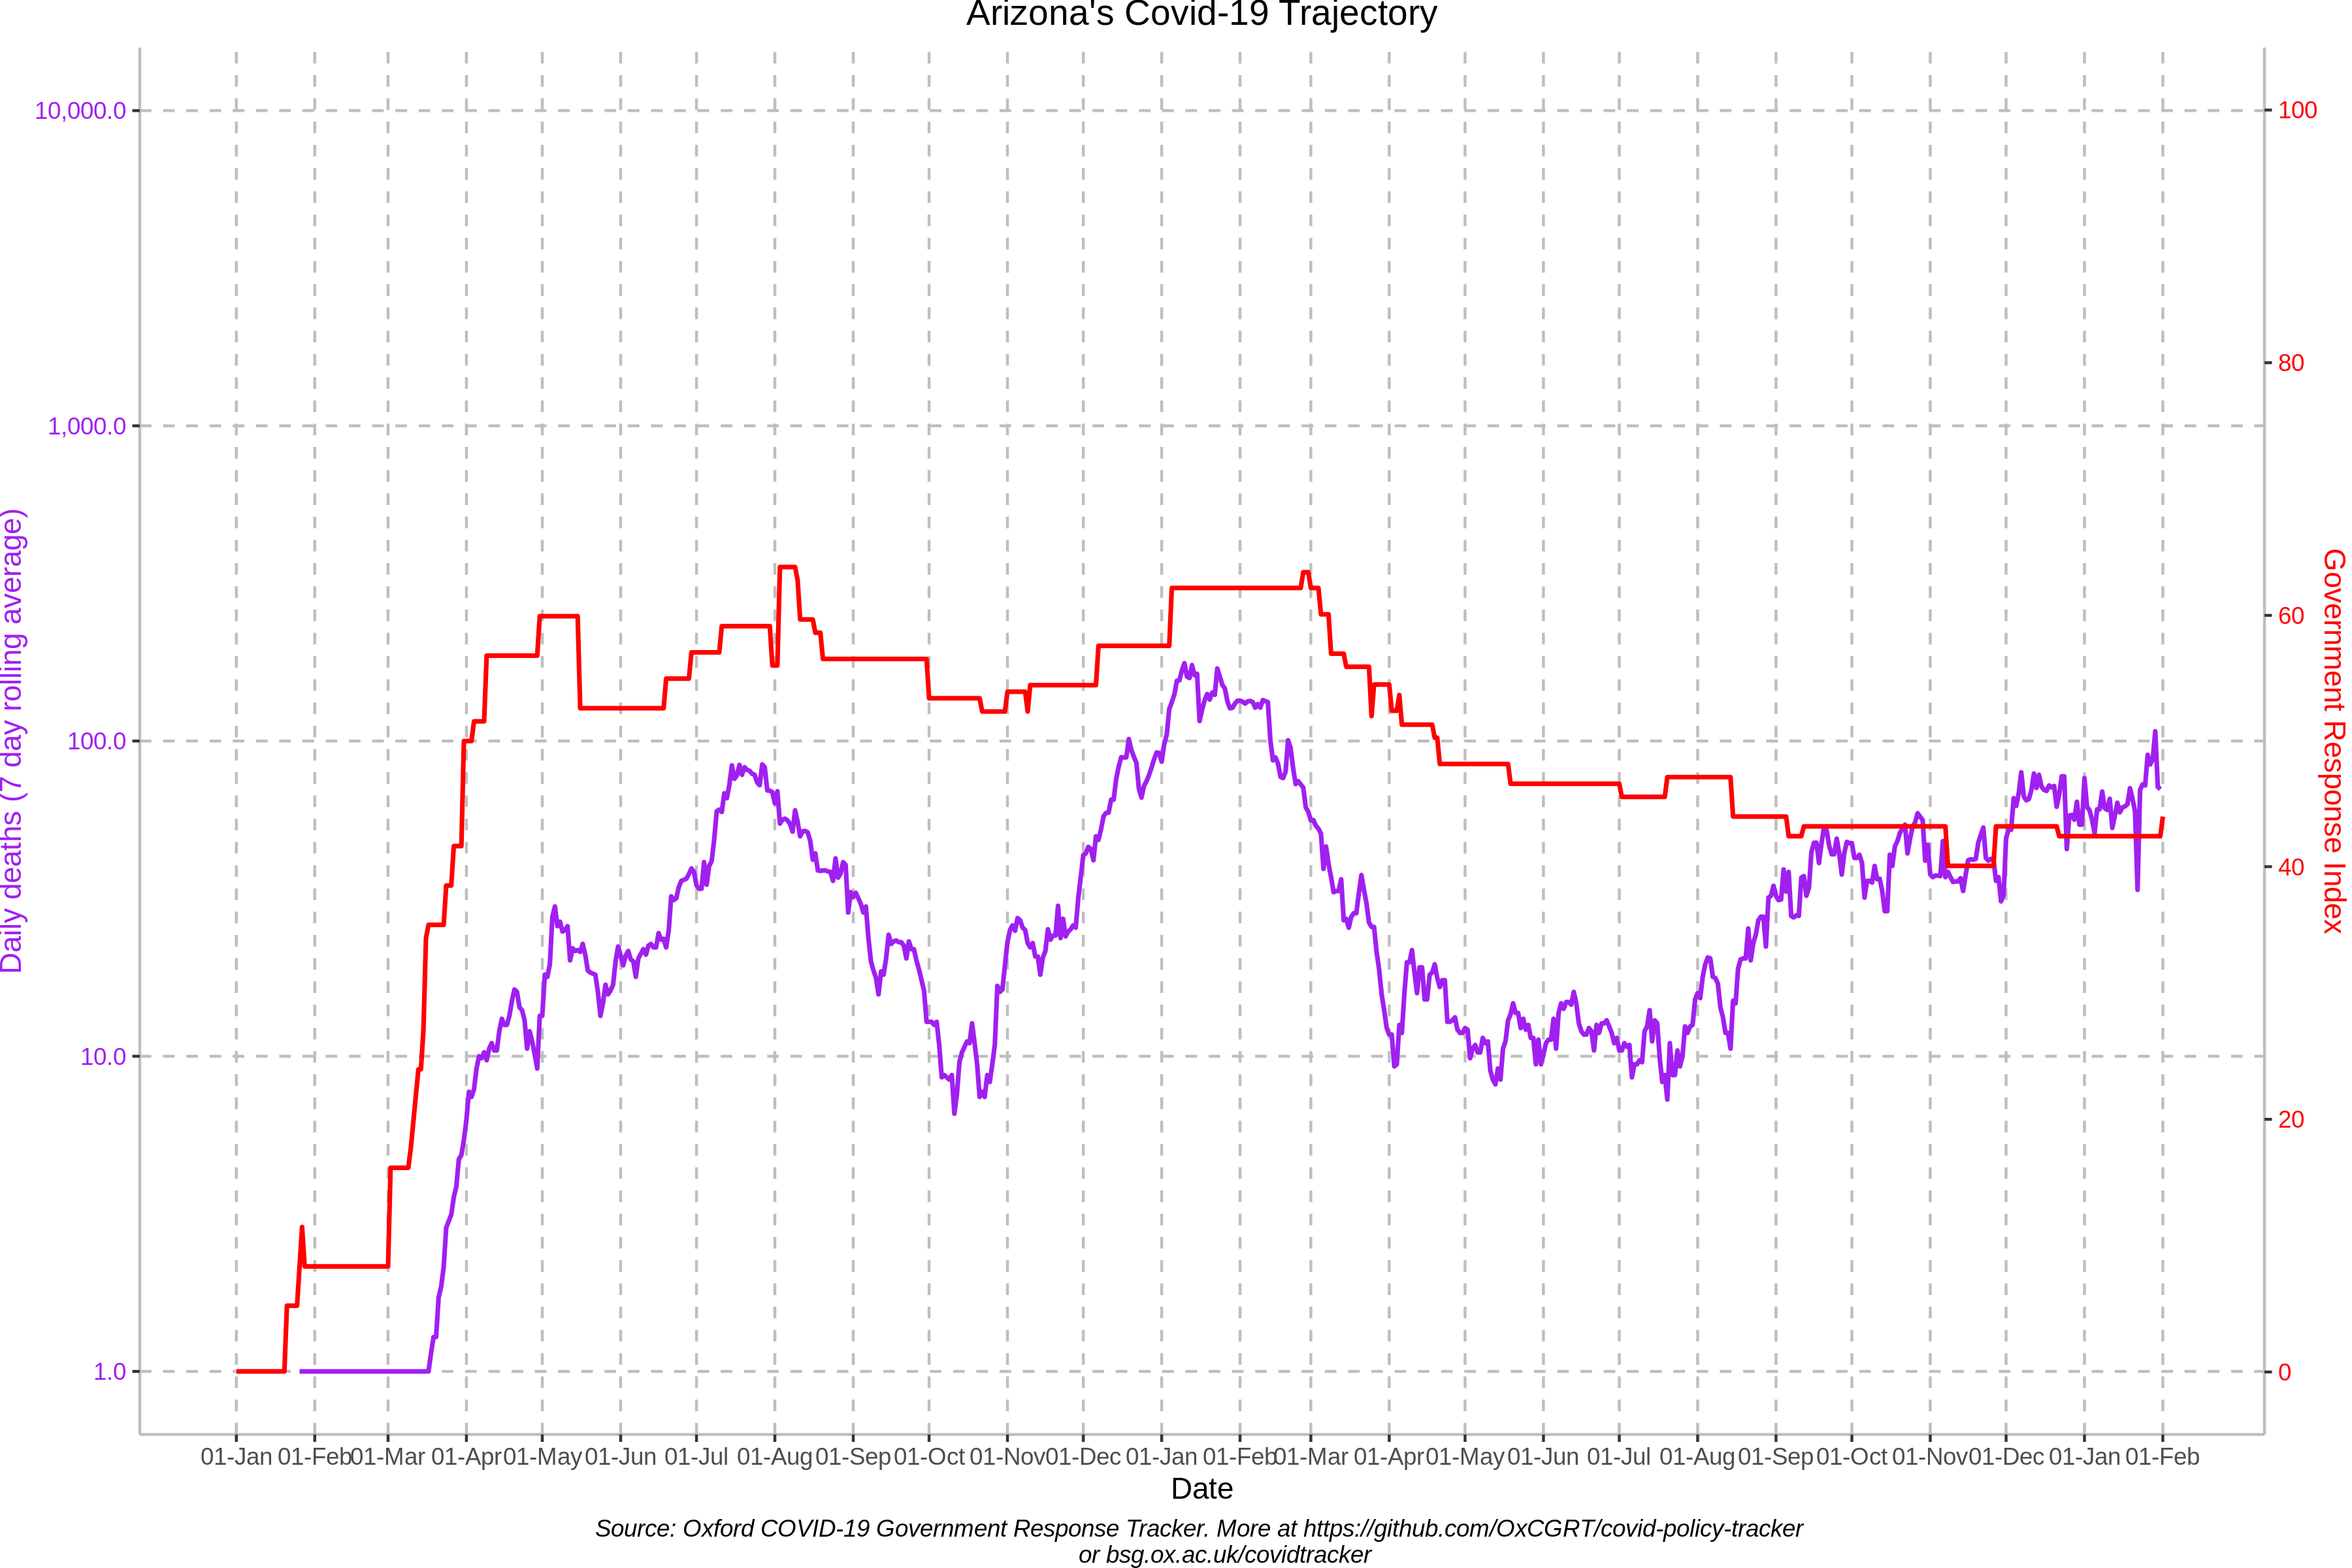 Arizona's Covid-19 Trajectory
10,000.0
1,000.0
100.0
10.0
1.0
Daily deaths (7 day rolling average)
100
80
60
40
20
0
Government Response Index
01-Jan 01-Feb 01-Mar 01-Apr 01-May 01-Jun 01-Jul 01-Aug 01-Sep 01-Oct 01-Nov 01-Dec 01-Jan 01-Feb 01-Mar 01-Apr 01-May 01-Jun 01-Jul 01-Aug 01-Sep 01-Oct 01-Nov 01-Dec 01-Jan 01-Feb
Date
Source: Oxford COVID-19 Government Response Tracker. More at https://github.com/OxCGRT/covid-policy-tracker
or bsg.ox.ac.uk/covidtracker